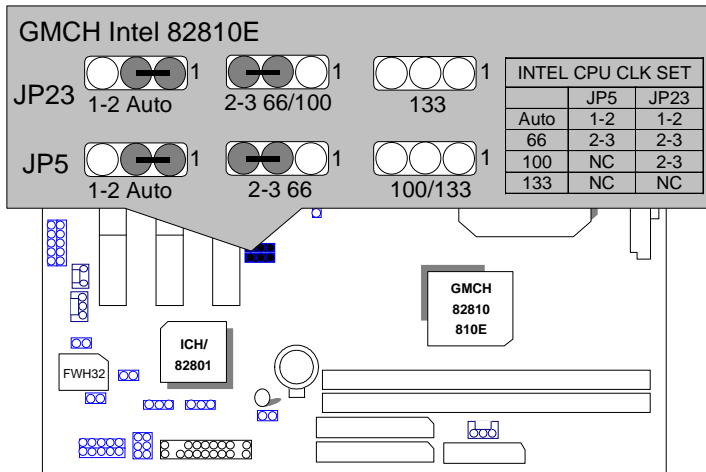 GMCH Intel 82810E
JP23
1
1-2 Auto
1
2-3 66/100
1
133
JP5
1
1-2 Auto
1
2-3 66
1
100/133
INTEL CPU CLK SET
JP5 JP23
Auto 1-2 1-2
66 2-3 2-3
100 NC 2-3
133 NC NC
GMCH
82810
810E
ICH/
82801
FWH32